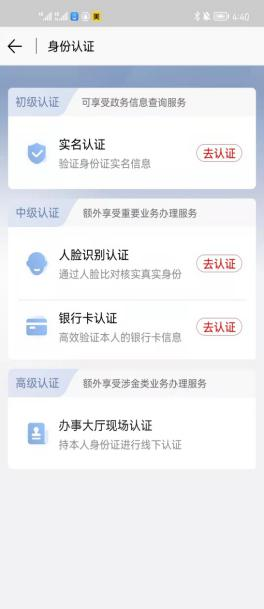 4:40
身份认证
初级认证 可享受政务信息查询服务
实名认证
验证身份证实名信息
去认证
中级认证 额外享受重要业务办理服务
人脸识别认证
通过人脸比对核实真实身份
去认证
银行卡认证
高效验证本人的银行卡信息
去认证
高级认证 额外享受涉金类业务办理服务
办事大厅现场认证
持本人身份证进行线下认证